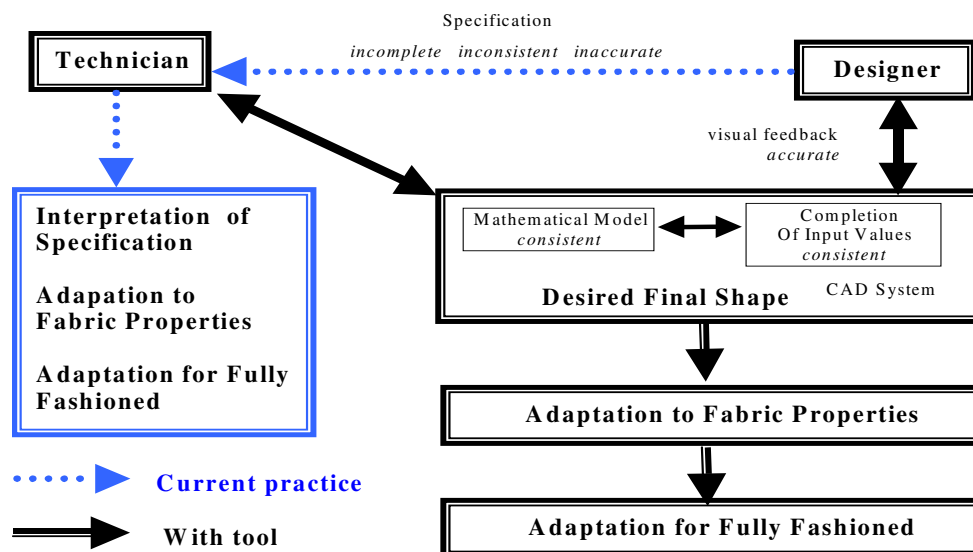 Specification
incomplete inconsistent inaccurate
Technician
Designer
visual feedback
accurate
Interpretation of
Specification
Adapation to
Fabric Properties
Adaptation for Fully
Fashioned
Mathematical Model
consistent
Completion
Of Input Values
consistent
Desired Final Shape
CAD System
Adaptation to Fabric Properties
Adaptation for Fully Fashioned
Current practice
With tool